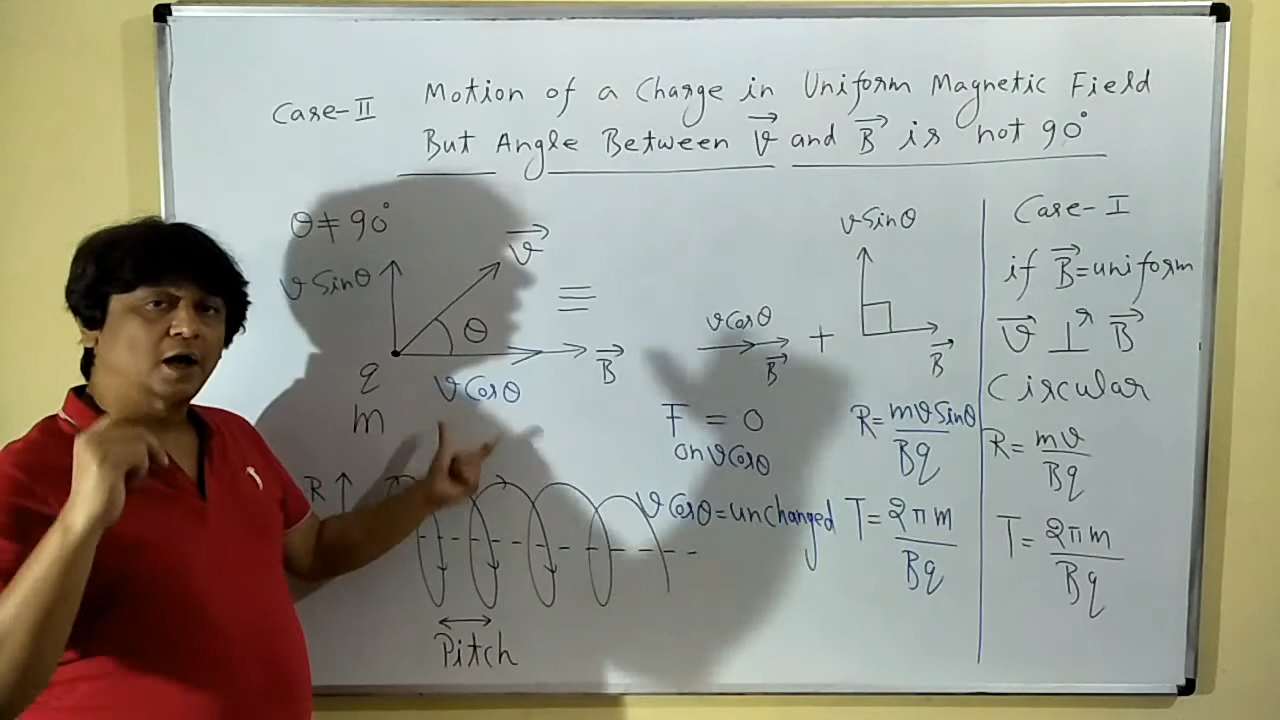 Case-II
Motion of a Charge in Uniform Magnetic Field
But Angle Between v⃗ and B⃗ is not 90°
θ ≠ 90°
v Sinθ
v⃗
θ
B⃗
q
m
v Cosθ
≡
v Cosθ
B⃗
+
v Sinθ
B⃗
F = 0
on v Cosθ
v Cosθ = unchanged
R = mv Sinθ / Bq
T = 2πm / Bq
R
Pitch
Case-I
if B⃗ = uniform
v⃗ ⊥r B⃗
Circular
R = mv / Bq
T = 2πm / Bq